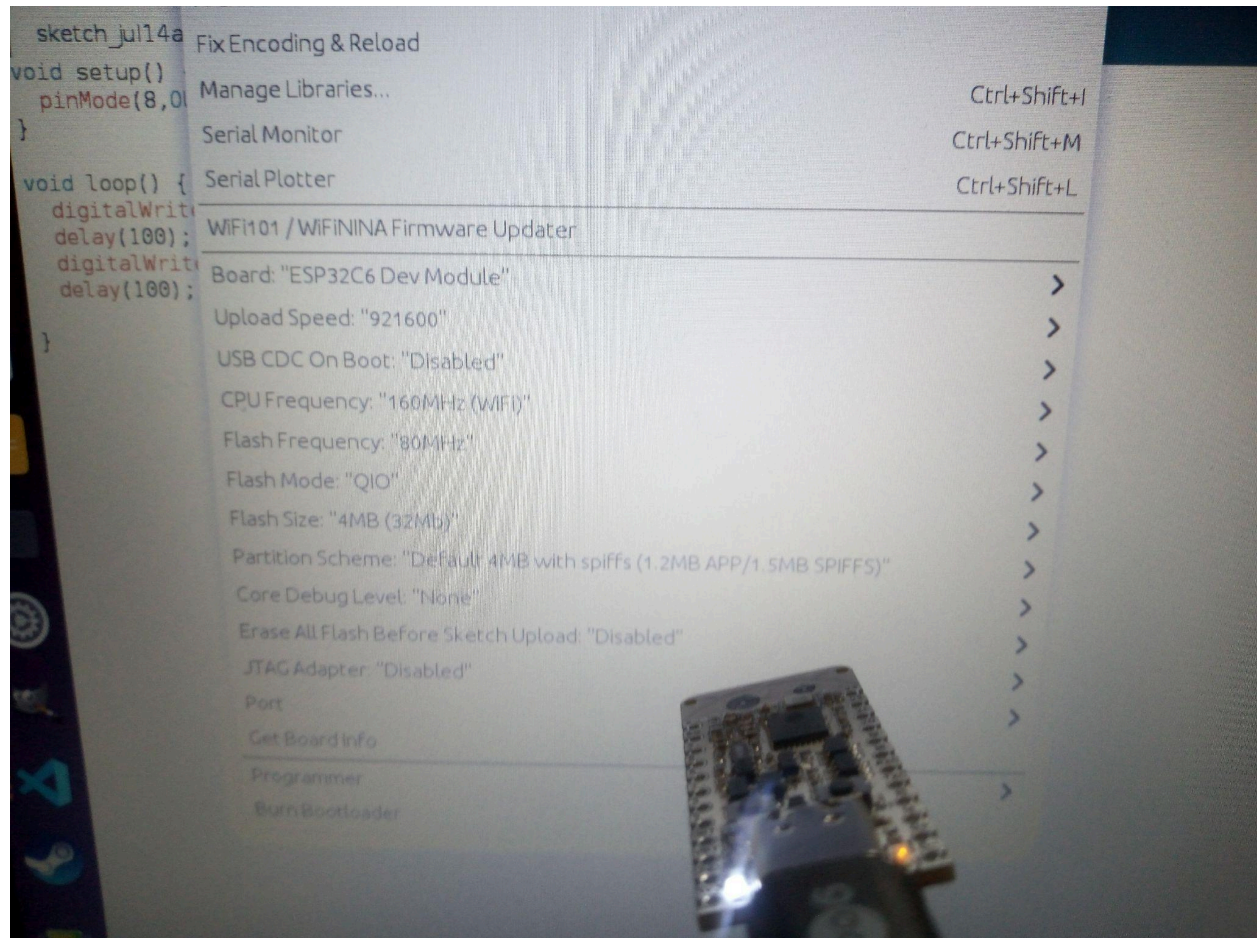 sketch_jul14a
void setup()
pinMode(8,
}
void loop() {
digitalWrit
delay(100);
digitalWrit
delay(100);
}
Fix Encoding & Reload
Manage Libraries... Ctrl+Shift+I
Serial Monitor Ctrl+Shift+M
Serial Plotter Ctrl+Shift+L
WiFi101 / WiFiNINA Firmware Updater
Board: "ESP32C6 Dev Module"
Upload Speed: "921600"
USB CDC On Boot: "Disabled"
CPU Frequency: "160MHz (WiFi)"
Flash Frequency: "80MHz"
Flash Mode: "QIO"
Flash Size: "4MB (32Mb)"
Partition Scheme: "Default 4MB with spiffs (1.2MB APP/1.5MB SPIFFS)"
Core Debug Level: "None"
Erase All Flash Before Sketch Upload: "Disabled"
JTAG Adapter: "Disabled"
Port
Get Board Info
Programmer
Burn Bootloader